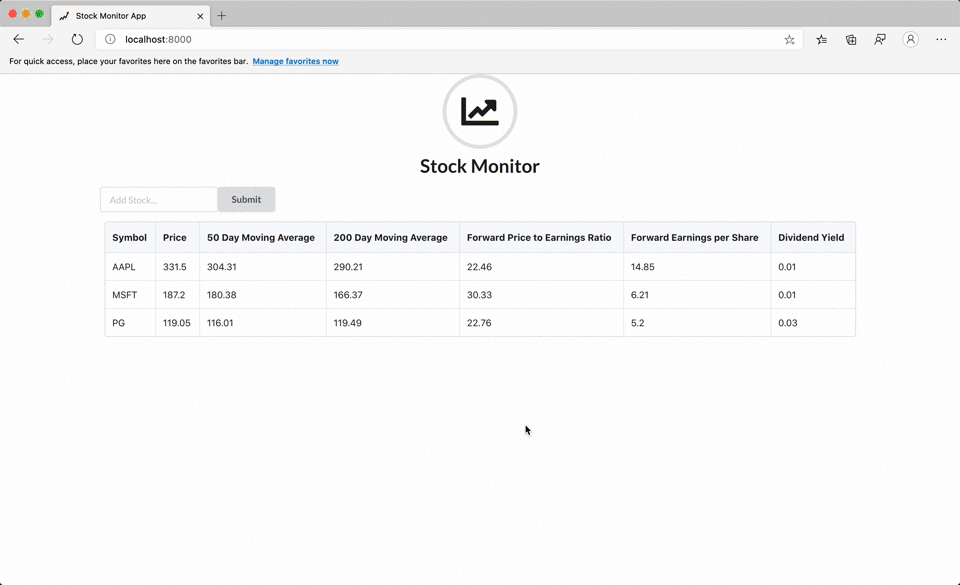 Stock Monitor App
localhost:8000
For quick access, place your favorites here on the favorites bar. Manage favorites now
Stock Monitor
Add Stock... Submit
Symbol Price 50 Day Moving Average 200 Day Moving Average Forward Price to Earnings Ratio Forward Earnings per Share Dividend Yield
AAPL 331.5 304.31 290.21 22.46 14.85 0.01
MSFT 187.2 180.38 166.37 30.33 6.21 0.01
PG 119.05 116.01 119.49 22.76 5.2 0.03